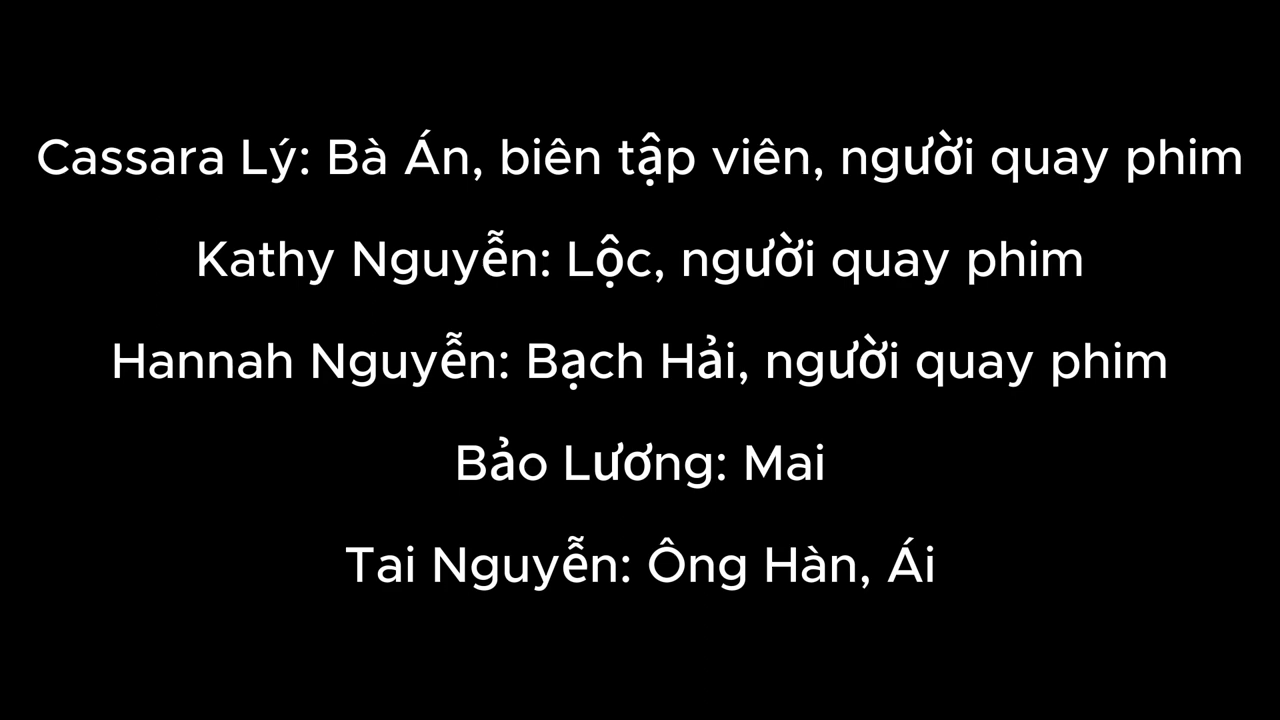 Cassara Lý: Bà Án, biên tập viên, người quay phim
Kathy Nguyễn: Lộc, người quay phim
Hannah Nguyễn: Bạch Hải, người quay phim
Bảo Lương: Mai
Tai Nguyễn: Ông Hàn, Ái